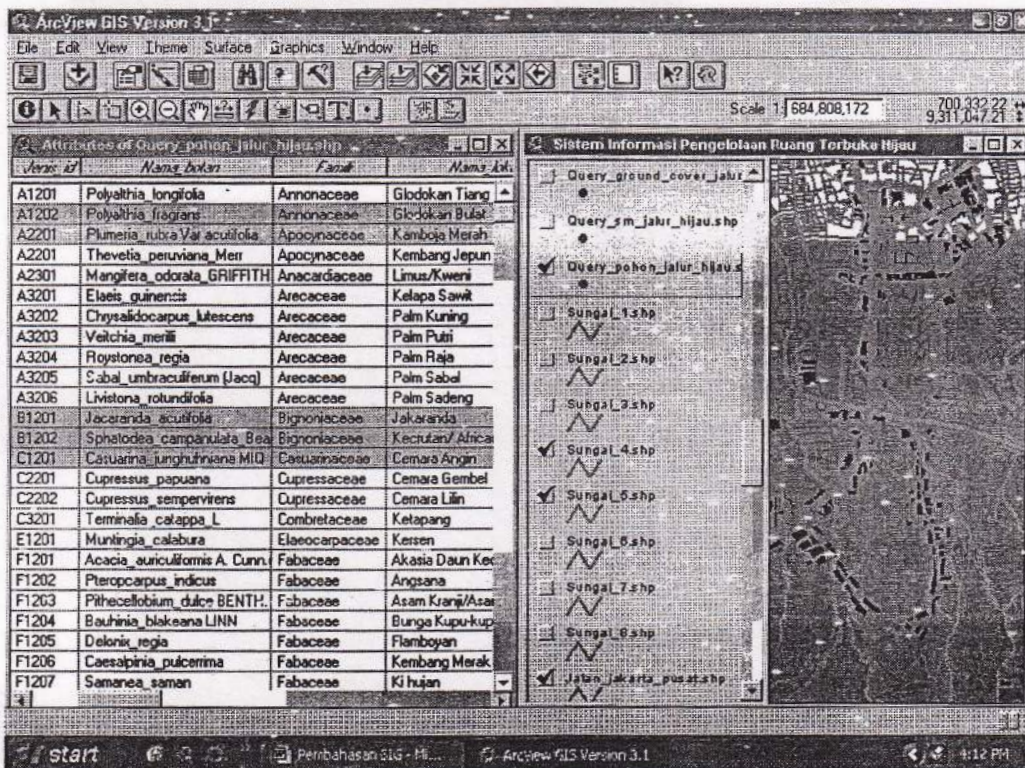 ArcView GIS Version 3.1
File Edit View Theme Surface Graphics Window Help
Scale 1: 684,808,172
700,332.22
9,311,047.21
Attributes of Query_pohon_jalur_hijau.shp
Jenis_id Nama_botan Famili Nama_lok
A1201 Polyalthia_longifolia Annonaceae Glodokan Tiang
A1202 Polyalthia_fragrans Annonaceae Glodokan Bulat
A2201 Plumeria_rubra Var acutifolia Apocynaceae Kamboja Merah
A2201 Thevetia_peruviana_Merr Apocynaceae Kembang Jepun
A2301 Mangifera_odorata_GRIFFITH Anacardiaceae Limus/Kweni
A3201 Elaeis_guinensis Arecaceae Kelapa Sawit
A3202 Chrysalidocarpus_lutescens Arecaceae Palm Kuning
A3203 Veitchia_merilli Arecaceae Palm Putri
A3204 Roystonea_regia Arecaceae Palm Raja
A3205 Sabal_umbraculiferum (Jacq) Arecaceae Palm Sabal
A3206 Livistona_rotundifolia Arecaceae Palm Sadeng
B1201 Jacaranda_acutifolia Bignoniaceae Jakaranda
B1202 Sphatodea_campanulata_Bea Bignoniaceae Kecrutan/ Africa
C1201 Casuarina_junghuhniana MIQ Casuarinaceae Cemara Angin
C2201 Cupressus_papuana Cupressaceae Cemara Gembel
C2202 Cupressus_sempervirens Cupressaceae Cemara Lilin
C3201 Terminalia_catappa_L Combretaceae Ketapang
E1201 Muntingia_calabura Elaeocarpaceae Kersen
F1201 Acacia_auriculiformis A. Cunn. Fabaceae Akasia Daun Kec
F1202 Pteropcarpus_indicus Fabaceae Angsana
F1203 Pithecellobium_dulce BENTH. Fabaceae Asam Kranji/Asar
F1204 Bauhinia_blakeana LINN Fabaceae Bunga Kupu-kup
F1205 Delonix_regia Fabaceae Flamboyan
F1206 Caesalpinia_pulcerrima Fabaceae Kembang Merak
F1207 Samanea_saman Fabaceae Ki hujan
Sistem Informasi Pengelolaan Ruang Terbuka Hijau
Query_ground_cover_jalur
Query_sm_jalur_hijau.shp
Query_pohon_jalur_hijau.s
Sungai_1.shp
Sungai_2.shp
Sungai_3.shp
Sungai_4.shp
Sungai_5.shp
Sungai_6.shp
Sungai_7.shp
Sungai_8.shp
Jalan_jakarta_pusat.shp
start
Pembahasan SIG - Mi...
ArcView GIS Version 3.1
4:12 PM